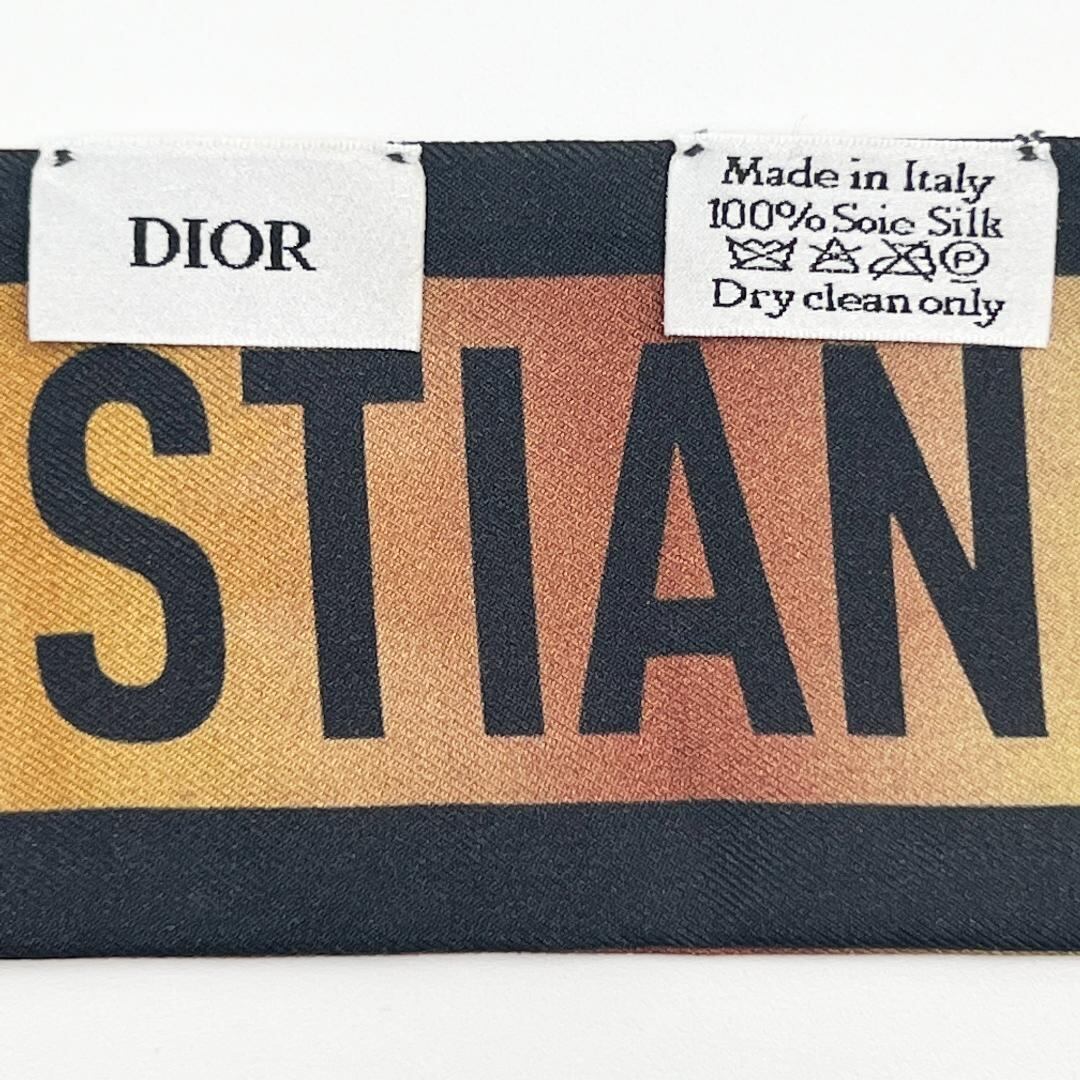 DIOR
Made in Italy
100% Soie Silk
P
Dry clean only
STIAN